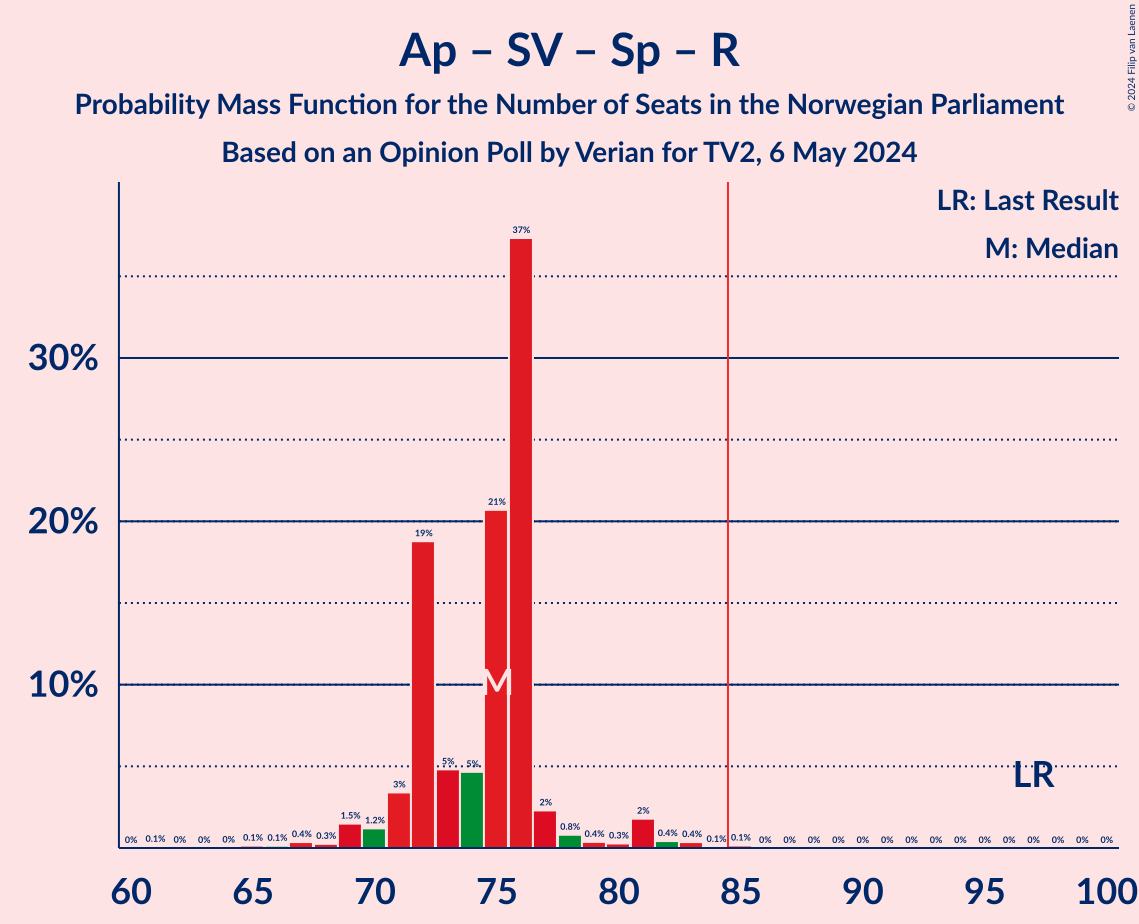 Ap – SV – Sp – R
Probability Mass Function for the Number of Seats in the Norwegian Parliament
Based on an Opinion Poll by Verian for TV2, 6 May 2024
© 2024 Filip van Laenen
LR: Last Result
M: Median
37%
30%
21%
20%
19%
M
10%
LR
0% 0.1% 0% 0% 0% 0.1% 0.1% 0.4% 0.3% 1.5% 1.2% 3% 5% 5% 2% 0.8% 0.4% 0.3% 2% 0.4% 0.4% 0.1% 0.1% 0% 0% 0% 0% 0% 0% 0% 0% 0% 0% 0% 0% 0% 0% 0%
60 65 70 75 80 85 90 95 100